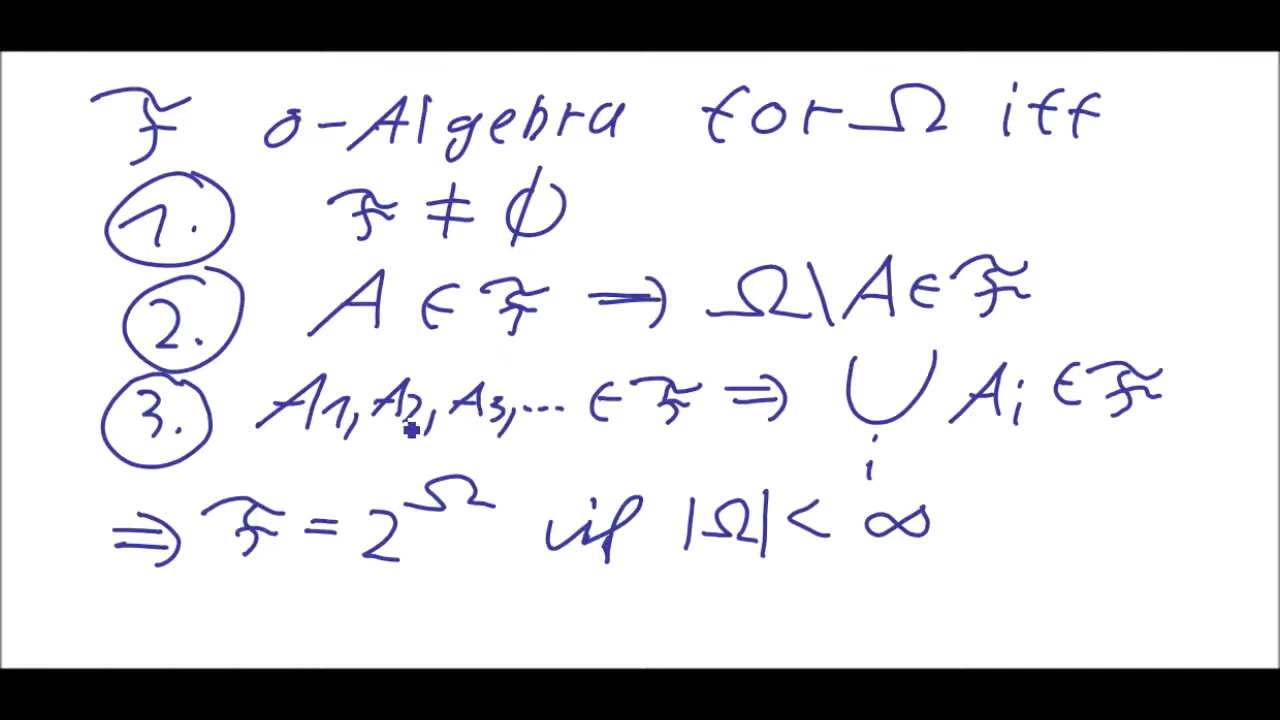 ℱ σ-Algebra for Ω iff
1. ℱ ≠ ∅
2. A ∈ ℱ ⇒ Ω\A ∈ ℱ
3. A1, A2, A3, ... ∈ ℱ ⇒ ⋃ Ai ∈ ℱ
i
⇒ ℱ = 2^Ω if |Ω| < ∞